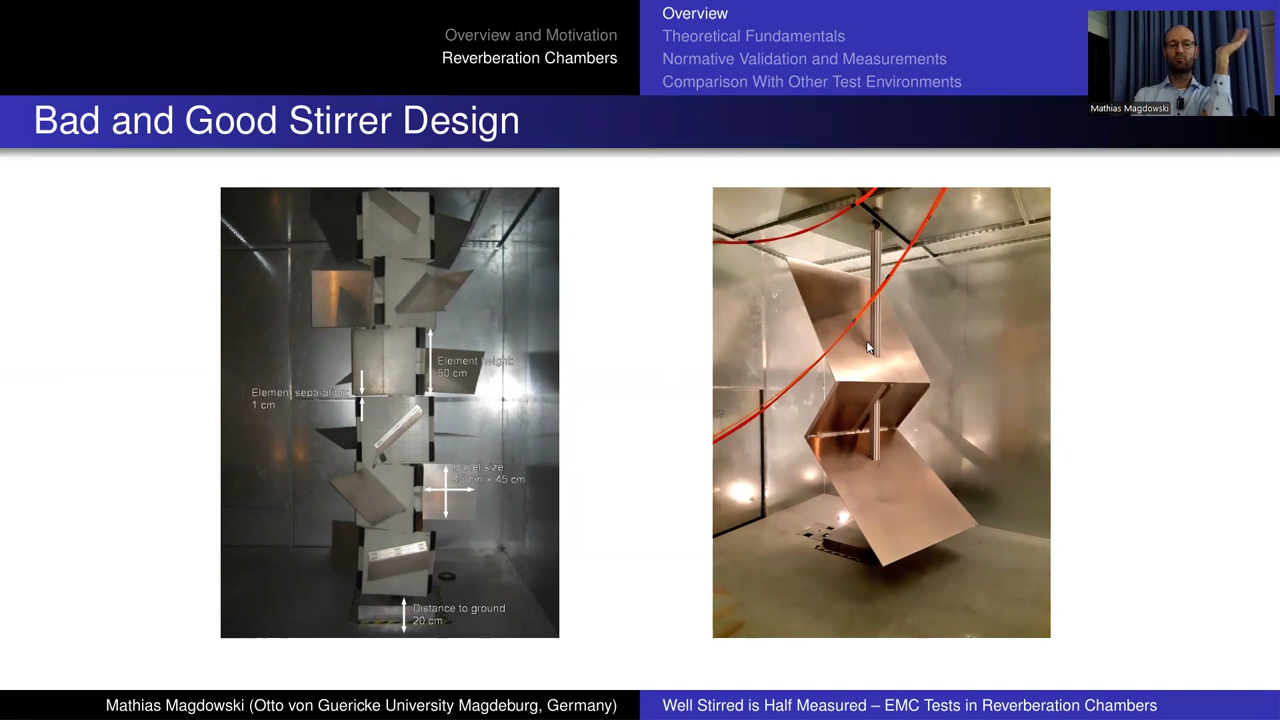 Overview and Motivation
Reverberation Chambers
Overview
Theoretical Fundamentals
Normative Validation and Measurements
Comparison With Other Test Environments
Mathias Magdowski
Bad and Good Stirrer Design
Element height:
50 cm
Element separation:
1 cm
size
45 cm × 45 cm
Distance to ground
20 cm
Mathias Magdowski (Otto von Guericke University Magdeburg, Germany)
Well Stirred is Half Measured – EMC Tests in Reverberation Chambers